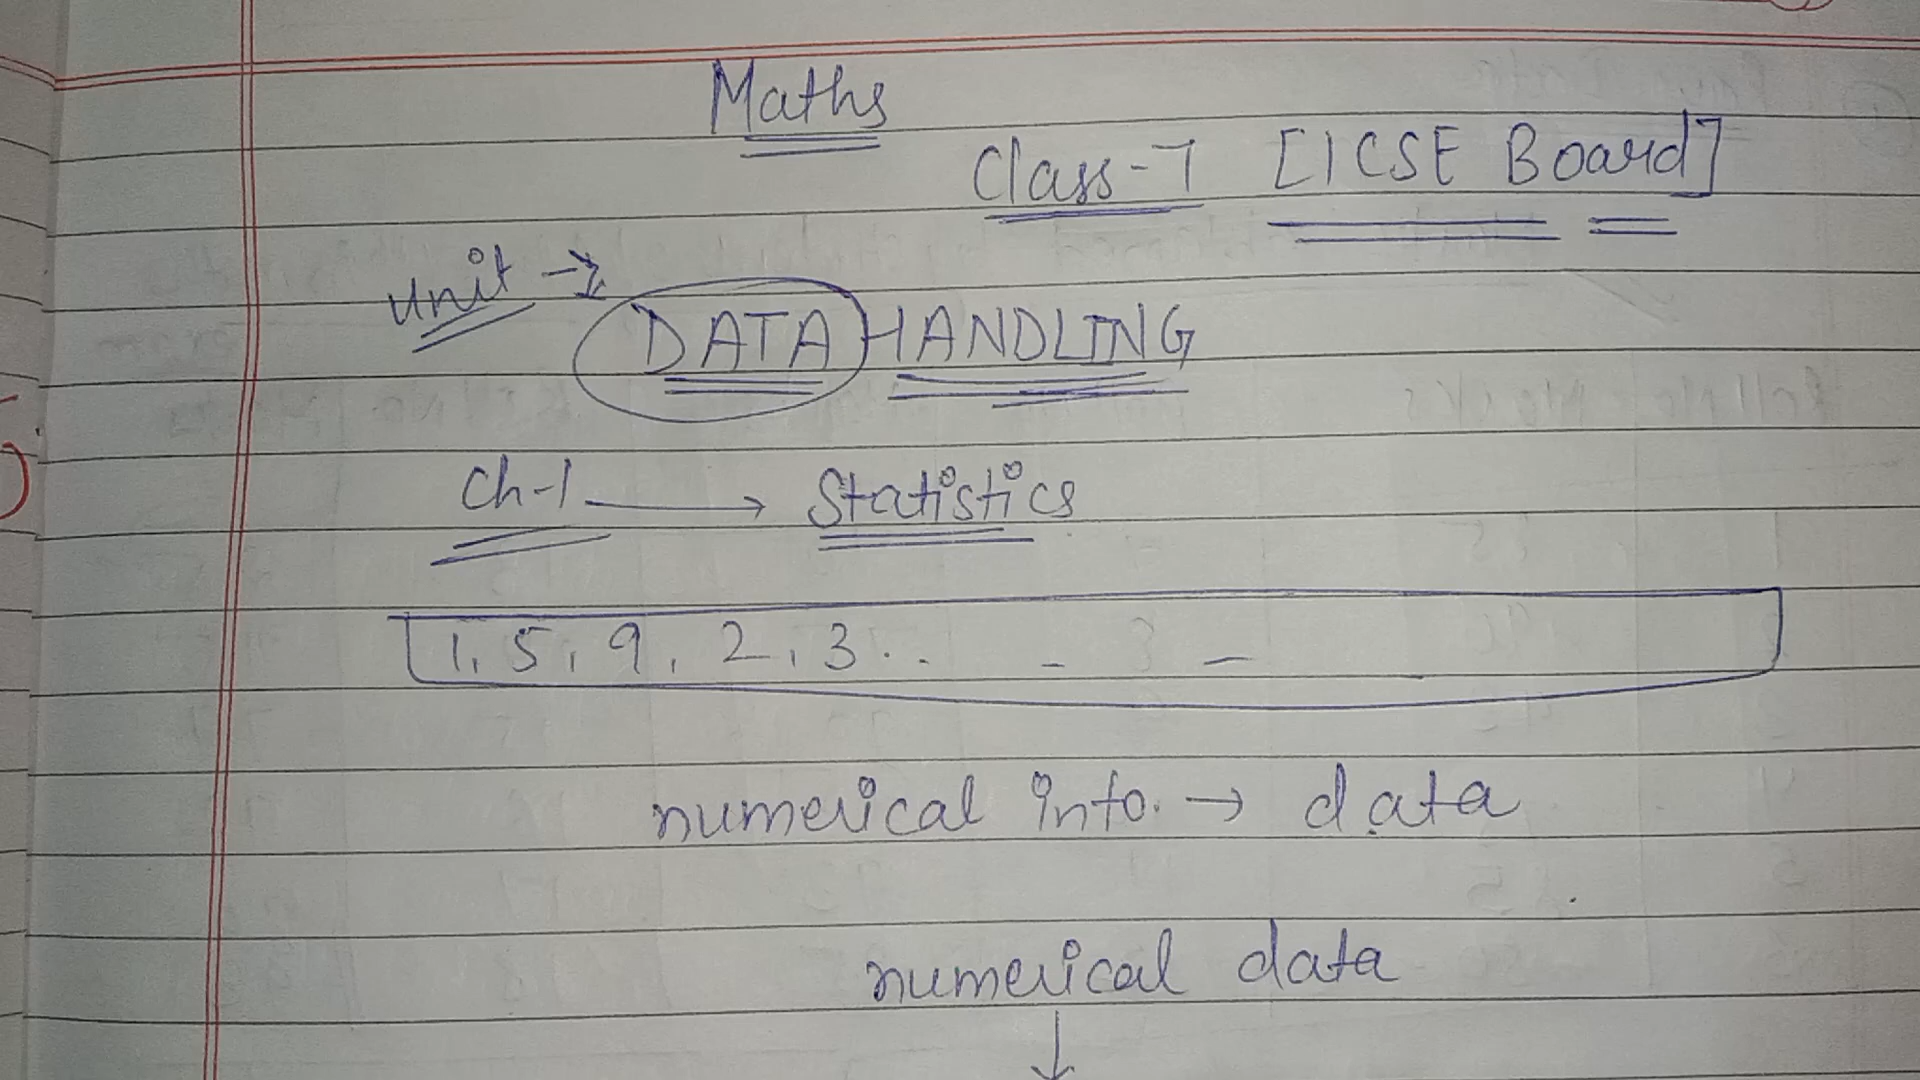 Maths
Class-7 [ICSE Board]
Unit →
DATA HANDLING
Ch-1 → Statistics
1, 5, 9, 2, 3 . . - -
numerical info. → data
numerical data
↓